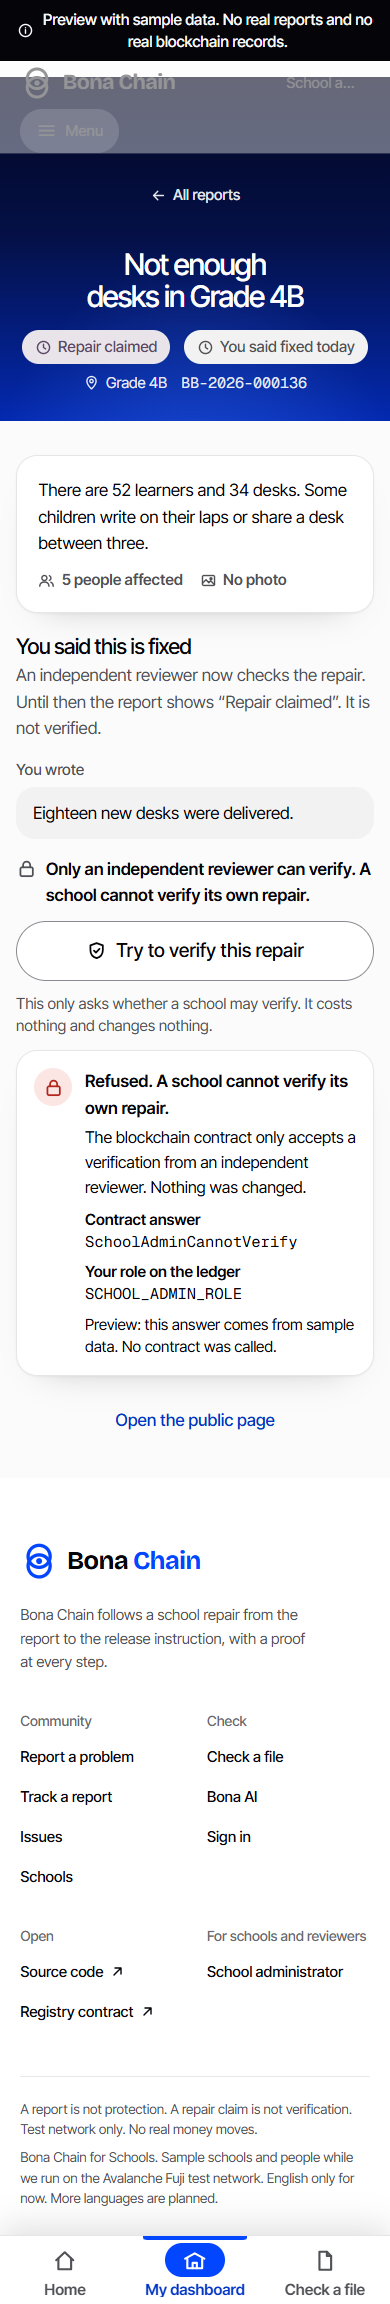 Preview with sample data. No real reports and no
real blockchain records.
Bona Chain
School a...
Menu
All reports
Not enough
desks in Grade 4B
Repair claimed
You said fixed today
Grade 4B BB-2026-000136
There are 52 learners and 34 desks. Some
children write on their laps or share a desk
between three.
5 people affected No photo
You said this is fixed
An independent reviewer now checks the repair.
Until then the report shows “Repair claimed”. It is
not verified.
You wrote
Eighteen new desks were delivered.
Only an independent reviewer can verify. A
school cannot verify its own repair.
Try to verify this repair
This only asks whether a school may verify. It costs
nothing and changes nothing.
Refused. A school cannot verify its
own repair.
The blockchain contract only accepts a
verification from an independent
reviewer. Nothing was changed.
Contract answer
SchoolAdminCannotVerify
Your role on the ledger
SCHOOL_ADMIN_ROLE
Preview: this answer comes from sample
data. No contract was called.
Open the public page
Bona Chain
Bona Chain follows a school repair from the
report to the release instruction, with a proof
at every step.
Community
Report a problem
Track a report
Issues
Schools
Check
Check a file
Bona AI
Sign in
Open
Source code
Registry contract
For schools and reviewers
School administrator
A report is not protection. A repair claim is not verification.
Test network only. No real money moves.
Bona Chain for Schools. Sample schools and people while
we run on the Avalanche Fuji test network. English only for
now. More languages are planned.
Home
My dashboard
Check a file